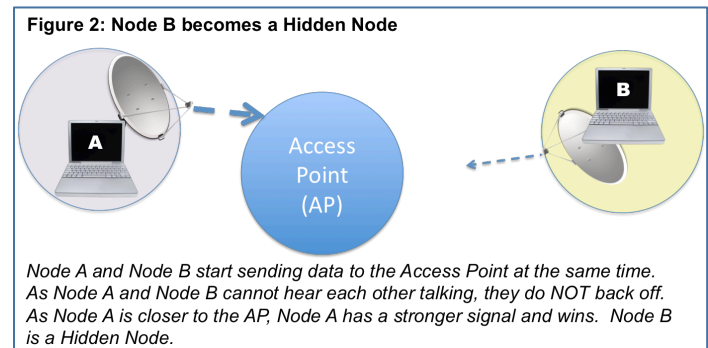 Figure 2: Node B becomes a Hidden Node
A
B
Access
Point
(AP)
Node A and Node B start sending data to the Access Point at the same time.
As Node A and Node B cannot hear each other talking, they do NOT back off.
As Node A is closer to the AP, Node A has a stronger signal and wins.  Node B
is a Hidden Node.